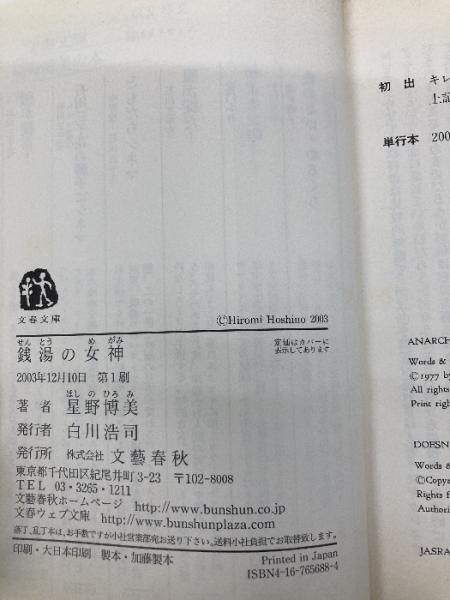 文春文庫
©Hiromi Hoshino 2003
せんとう めがみ
銭湯の女神
定価はカバーに
表示してあります
2003年12月10日 第1刷
ほしのひろみ
著者 星野博美
発行者 白川浩司
発行所 株式会社 文藝春秋
東京都千代田区紀尾井町3-23 〒102-8008
TEL 03・3265・1211
文藝春秋ホームページ http://www.bunshun.co.jp
文春ウェブ文庫 http://www.bunshunplaza.com
落丁、乱丁本は、お手数ですが小社営業部宛お送り下さい。送料小社負担でお取替致します。
印刷・大日本印刷 製本・加藤製本
Printed in Japan
ISBN4-16-765688-4
初出 キレ
上記
単行本 200
ANARCH
Words &
©1977 by
All rights
Print righ
DOESN
Words &
©Copyr
Rights f
Authori
JASRA